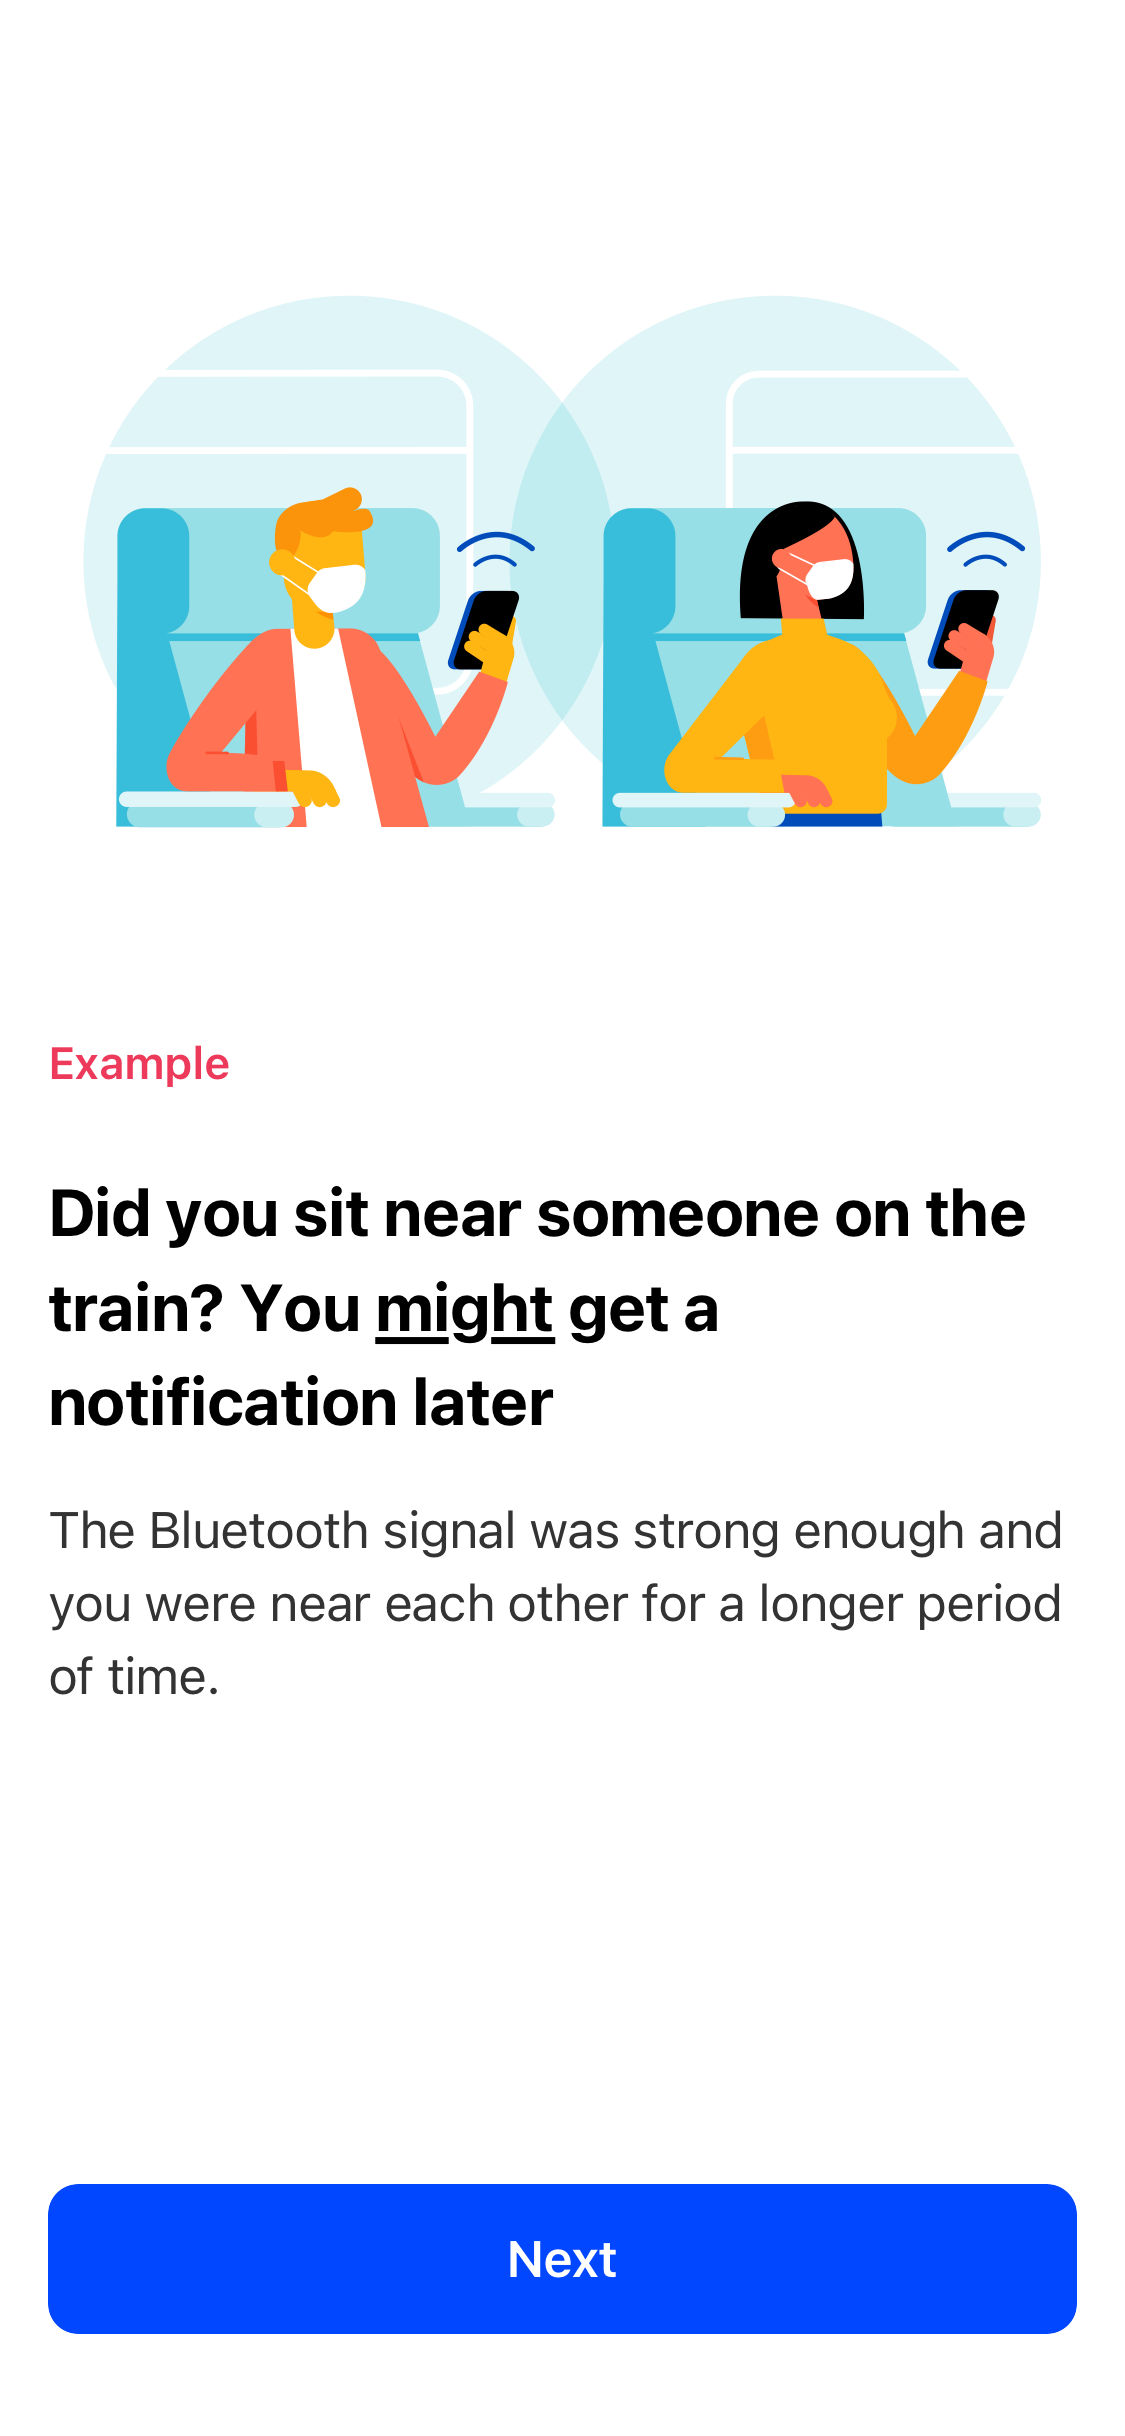 Example
Did you sit near someone on the
train? You might get a
notification later
The Bluetooth signal was strong enough and
you were near each other for a longer period
of time.
Next